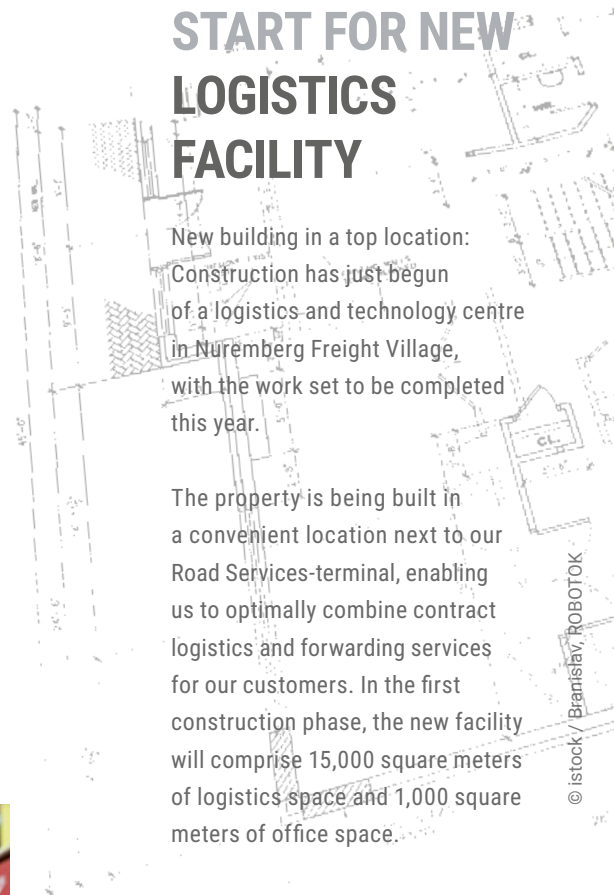 START FOR NEW
LOGISTICS
FACILITY
New building in a top location:
Construction has just begun
of a logistics and technology centre
in Nuremberg Freight Village,
with the work set to be completed
this year.
The property is being built in
a convenient location next to our
Road Services-terminal, enabling
us to optimally combine contract
logistics and forwarding services
for our customers. In the first
construction phase, the new facility
will comprise 15,000 square meters
of logistics space and 1,000 square
meters of office space.
© istock / Branislav, ROBOTOK
CL.